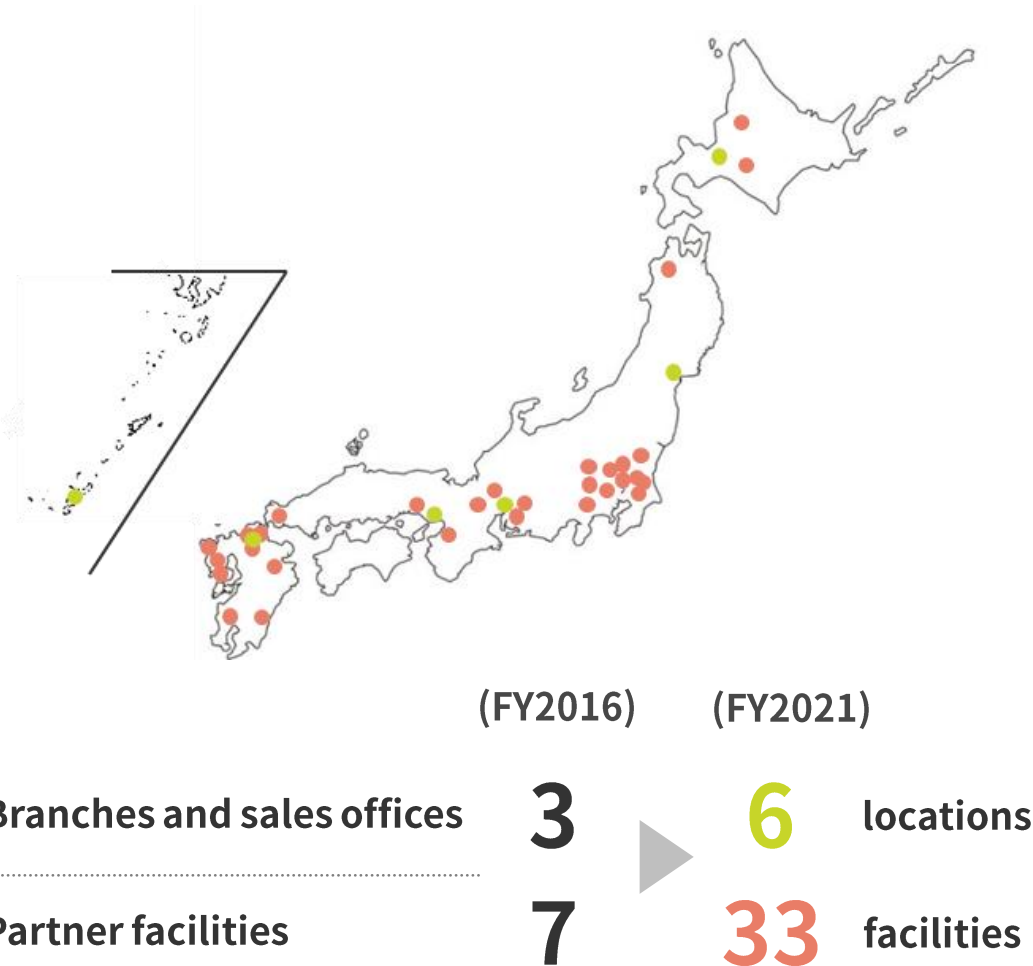 (FY2016) (FY2021)
Branches and sales offices 3 6 locations
Partner facilities 7 33 facilities